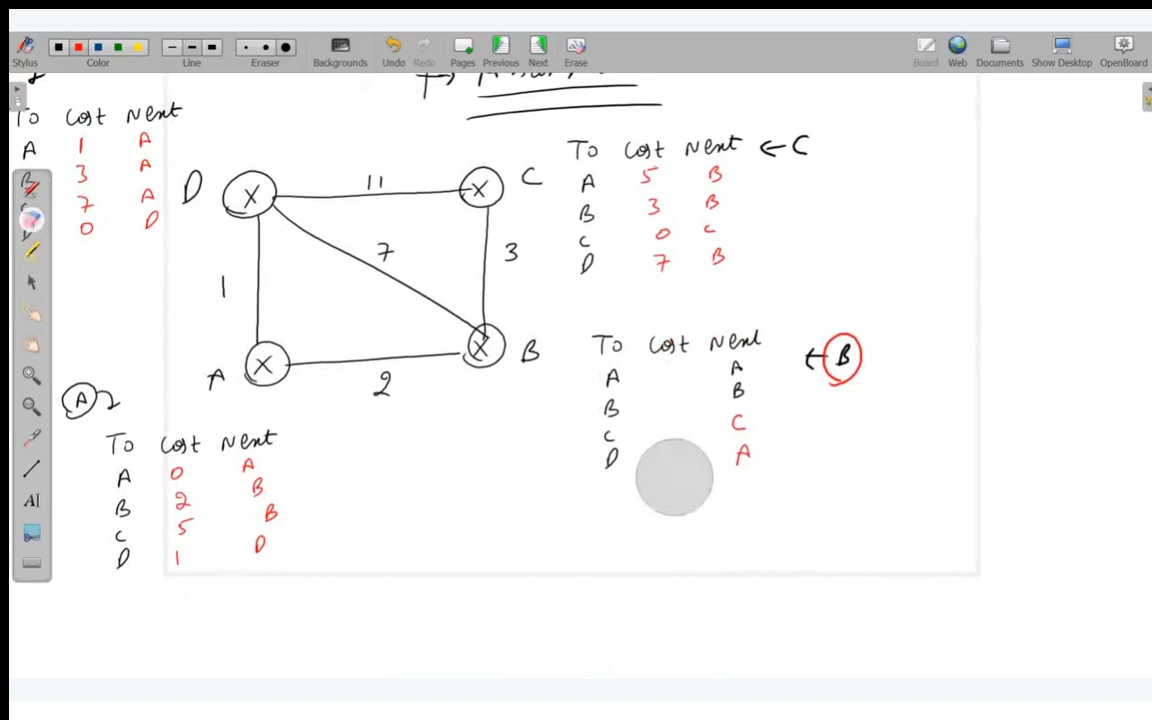 Stylus Color Line Eraser Backgrounds Undo Redo Pages Previous Next Erase Board Web Documents Show Desktop OpenBoard
To Cost Next
A 1 A
B 3 A
C 7 A
D 0 D
D 11 C
7
1
3
A 2 B
To Cost Next ← C
A 5 B
B 3 B
C 0 C
D 7 B
To Cost Next ← B
A A
B B
C C
D A
A
To Cost Next
A 0 A
B 2 B
C 5 B
D 1 D
X
X
X
X
AI